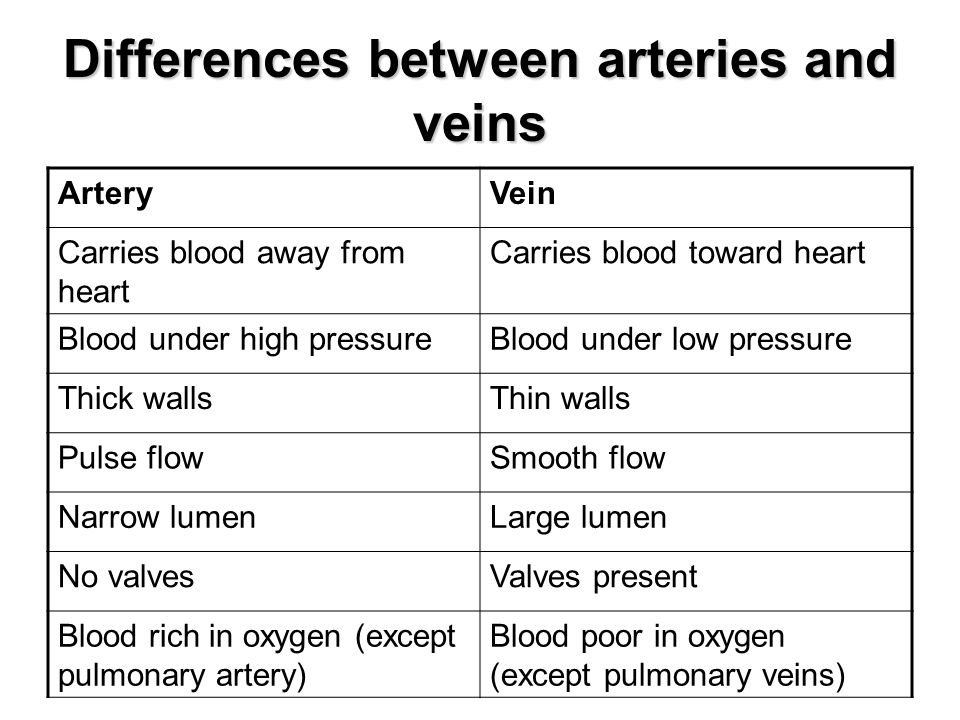 Differences between arteries and
veins
Artery Vein
Carries blood away from
heart
Carries blood toward heart
Blood under high pressure Blood under low pressure
Thick walls Thin walls
Pulse flow Smooth flow
Narrow lumen Large lumen
No valves Valves present
Blood rich in oxygen (except
pulmonary artery)
Blood poor in oxygen
(except pulmonary veins)